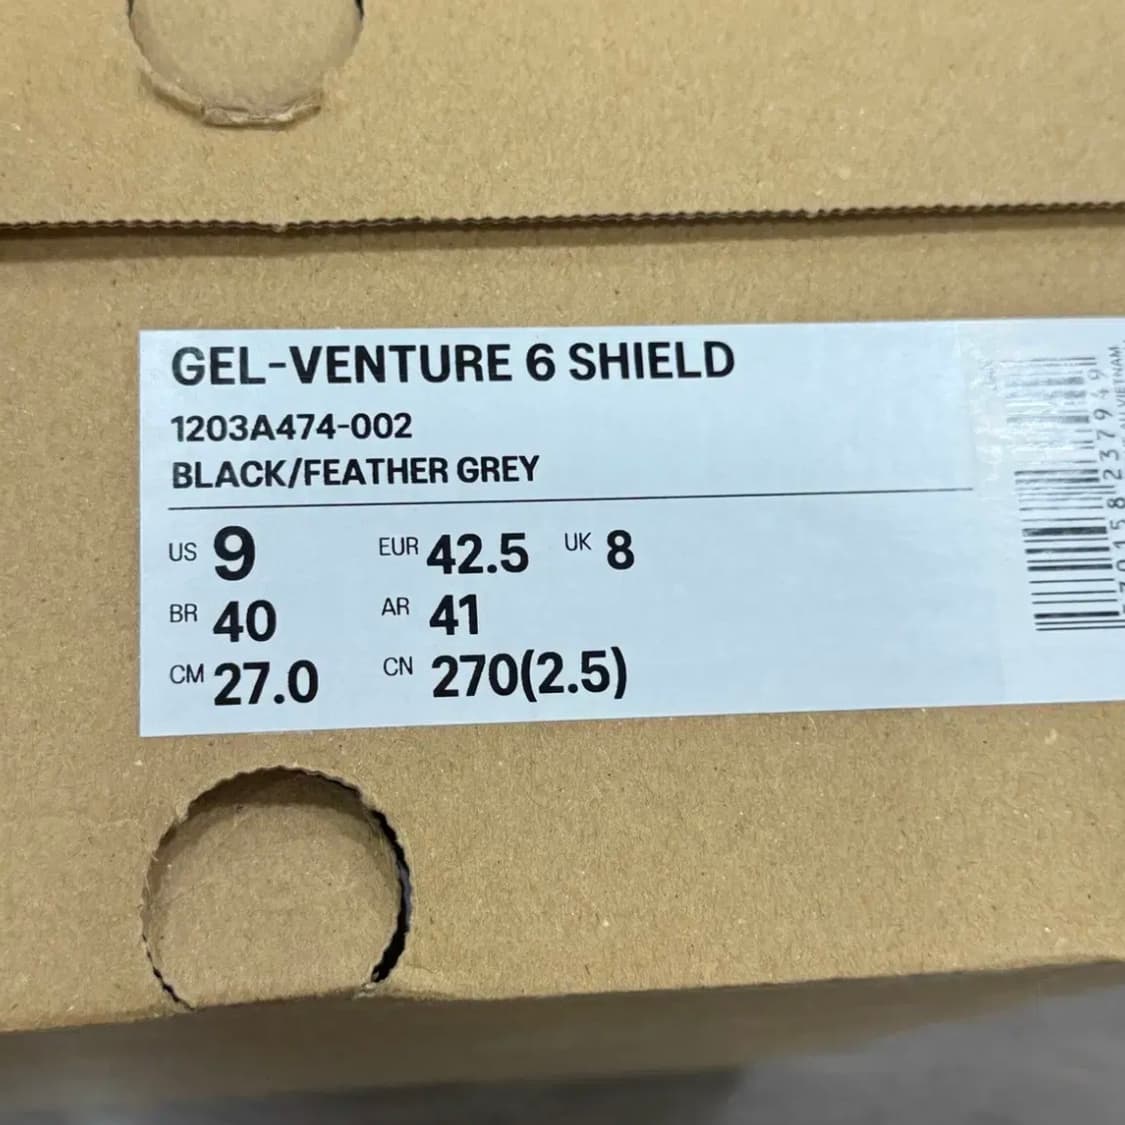 GEL-VENTURE 6 SHIELD
1203A474-002
BLACK/FEATHER GREY
US 9 EUR 42.5 UK 8
BR 40 AR 41
CM 27.0 CN 270(2.5)
VIETNAM